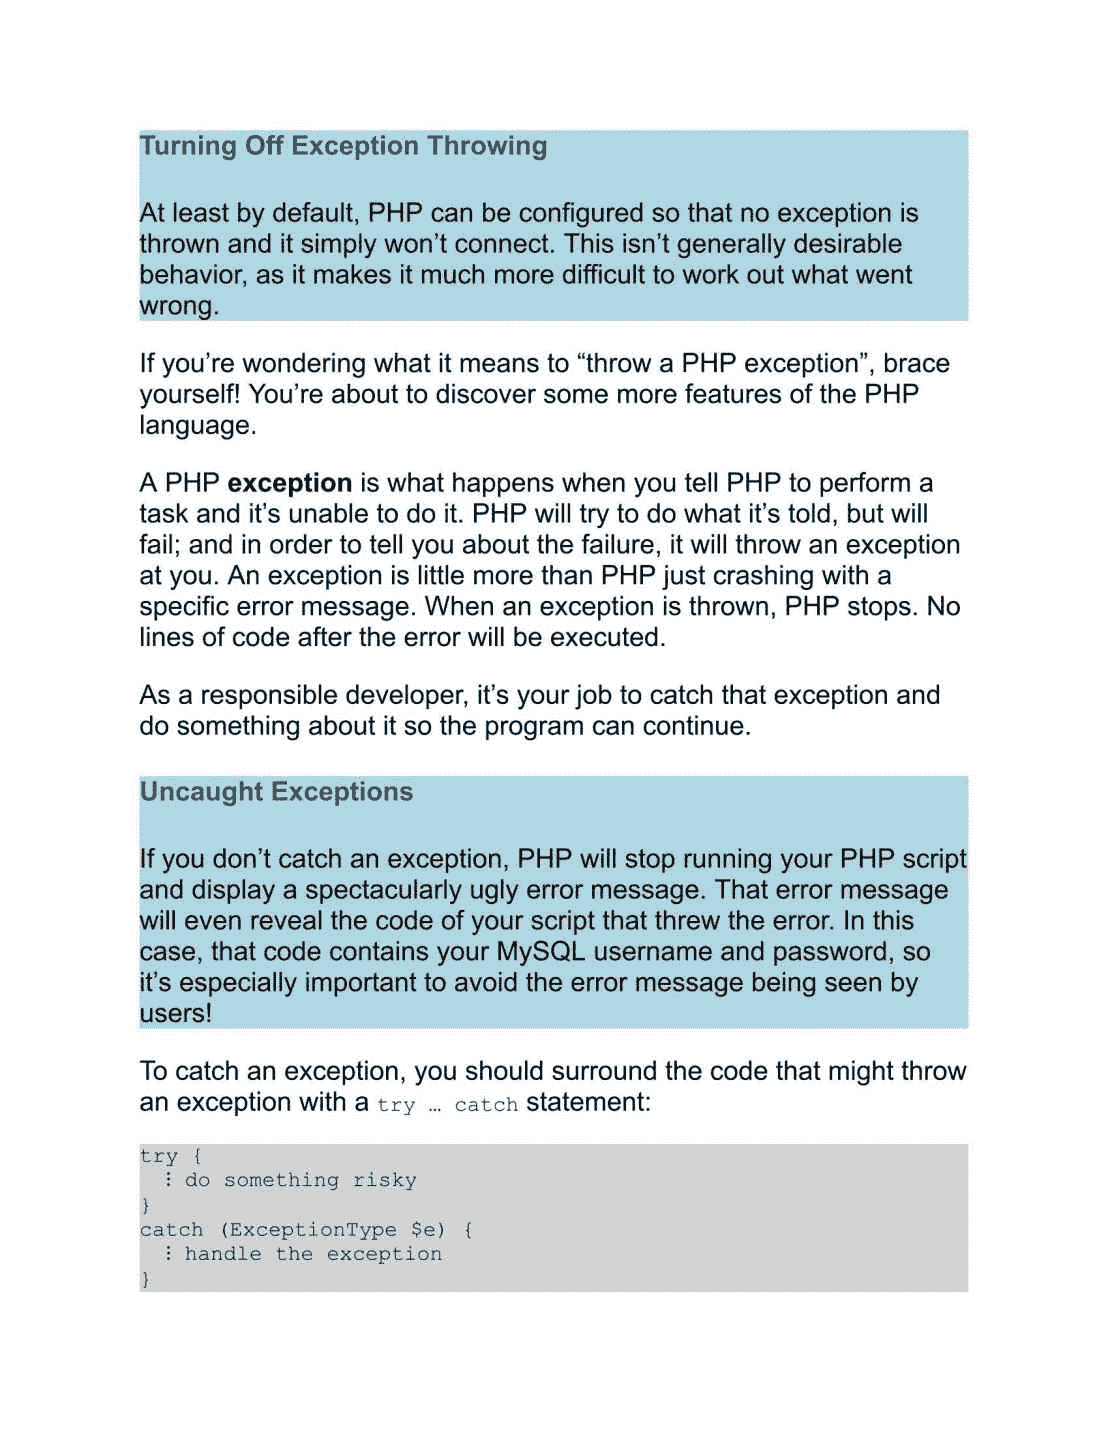 Turning Off Exception Throwing
At least by default, PHP can be configured so that no exception is
thrown and it simply won’t connect. This isn’t generally desirable
behavior, as it makes it much more difficult to work out what went
wrong.
If you’re wondering what it means to “throw a PHP exception”, brace
yourself! You’re about to discover some more features of the PHP
language.
A PHP exception is what happens when you tell PHP to perform a
task and it’s unable to do it. PHP will try to do what it’s told, but will
fail; and in order to tell you about the failure, it will throw an exception
at you. An exception is little more than PHP just crashing with a
specific error message. When an exception is thrown, PHP stops. No
lines of code after the error will be executed.
As a responsible developer, it’s your job to catch that exception and
do something about it so the program can continue.
Uncaught Exceptions
If you don’t catch an exception, PHP will stop running your PHP script
and display a spectacularly ugly error message. That error message
will even reveal the code of your script that threw the error. In this
case, that code contains your MySQL username and password, so
it’s especially important to avoid the error message being seen by
users!
To catch an exception, you should surround the code that might throw
an exception with a try … catch statement:
try {
  ⋮ do something risky
}
catch (ExceptionType $e) {
  ⋮ handle the exception
}